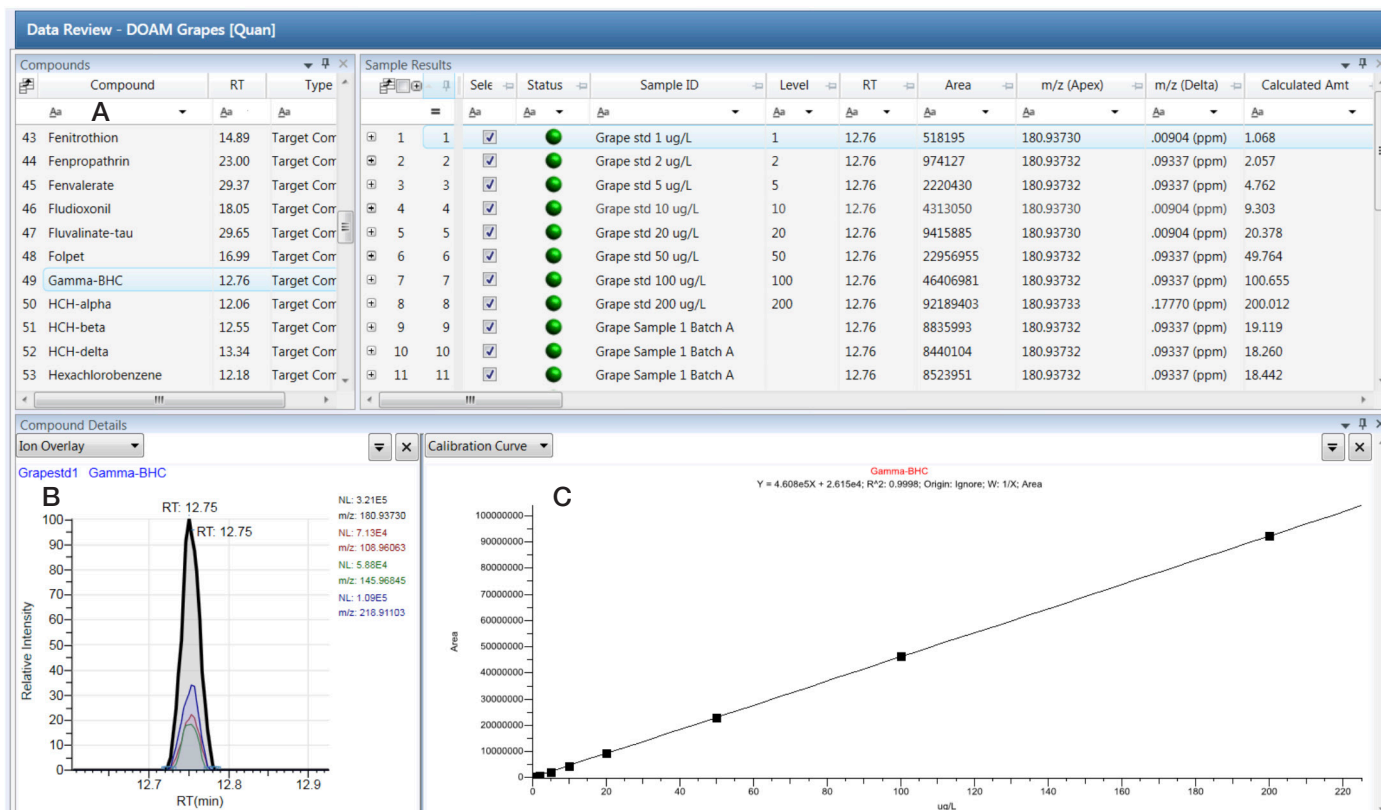 Data Review - DOAM Grapes [Quan]
Compounds
Compound RT Type
Aa A Aa Aa
43 Fenitrothion 14.89 Target Com
44 Fenpropathrin 23.00 Target Com
45 Fenvalerate 29.37 Target Com
46 Fludioxonil 18.05 Target Com
47 Fluvalinate-tau 29.65 Target Com
48 Folpet 16.99 Target Com
49 Gamma-BHC 12.76 Target Com
50 HCH-alpha 12.06 Target Com
51 HCH-beta 12.55 Target Com
52 HCH-delta 13.34 Target Com
53 Hexachlorobenzene 12.18 Target Com
Sample Results
Sele Status Sample ID Level RT Area m/z (Apex) m/z (Delta) Calculated Amt
= Aa Aa Aa Aa Aa Aa Aa Aa Aa
1 1 Grape std 1 ug/L 1 12.76 518195 180.93730 .00904 (ppm) 1.068
2 2 Grape std 2 ug/L 2 12.76 974127 180.93732 .09337 (ppm) 2.057
3 3 Grape std 5 ug/L 5 12.76 2220430 180.93732 .09337 (ppm) 4.762
4 4 Grape std 10 ug/L 10 12.76 4313050 180.93730 .00904 (ppm) 9.303
5 5 Grape std 20 ug/L 20 12.76 9415885 180.93730 .00904 (ppm) 20.378
6 6 Grape std 50 ug/L 50 12.76 22956955 180.93732 .09337 (ppm) 49.764
7 7 Grape std 100 ug/L 100 12.76 46406981 180.93732 .09337 (ppm) 100.655
8 8 Grape std 200 ug/L 200 12.76 92189403 180.93733 .17770 (ppm) 200.012
9 9 Grape Sample 1 Batch A 12.76 8835993 180.93732 .09337 (ppm) 19.119
10 10 Grape Sample 1 Batch A 12.76 8440104 180.93732 .09337 (ppm) 18.260
11 11 Grape Sample 1 Batch A 12.76 8523951 180.93732 .09337 (ppm) 18.442
Compound Details
Ion Overlay
Grapestd1 Gamma-BHC
B
RT: 12.75
RT: 12.75
NL: 3.21E5
m/z: 180.93730
NL: 7.13E4
m/z: 108.96063
NL: 5.88E4
m/z: 145.96845
NL: 1.09E5
m/z: 218.91103
Relative Intensity
100
90
80
70
60
50
40
30
20
10
0
12.7 12.8 12.9
RT(min)
Calibration Curve
C
Gamma-BHC
Y = 4.608e5X + 2.615e4; R^2: 0.9998; Origin: Ignore; W: 1/X; Area
Area
100000000
90000000
80000000
70000000
60000000
50000000
40000000
30000000
20000000
10000000
0
0 20 40 60 80 100 120 140 160 180 200 220
ug/L